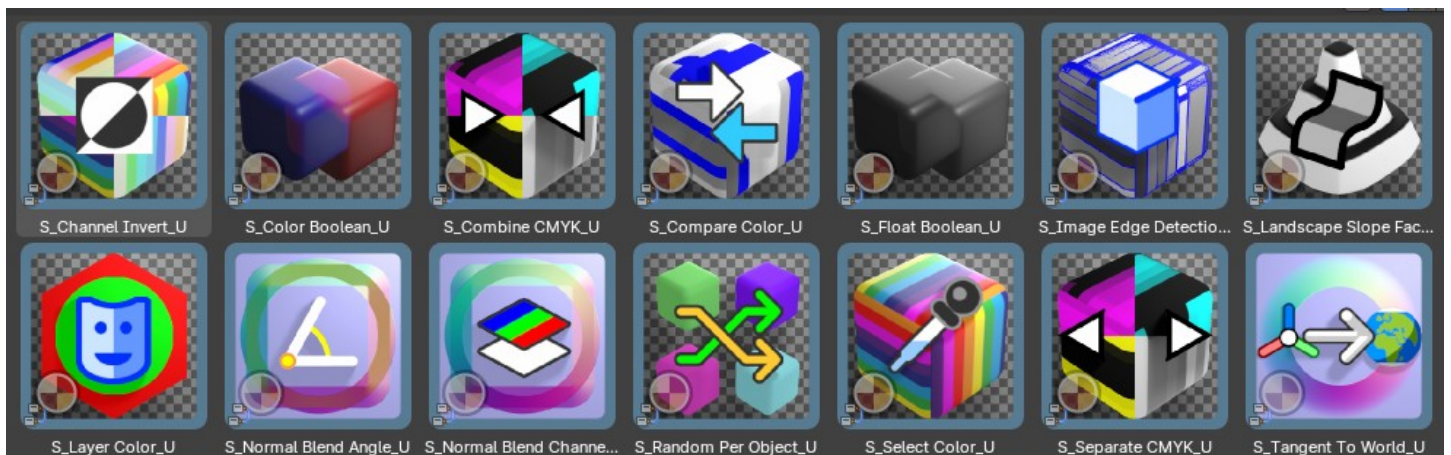 S_Channel Invert_U
S_Color Boolean_U
S_Combine CMYK_U
S_Compare Color_U
S_Float Boolean_U
S_Image Edge Detectio...
S_Landscape Slope Fac...
S_Layer Color_U
S_Normal Blend Angle_U
S_Normal Blend Channe...
S_Random Per Object_U
S_Select Color_U
S_Separate CMYK_U
S_Tangent To World_U